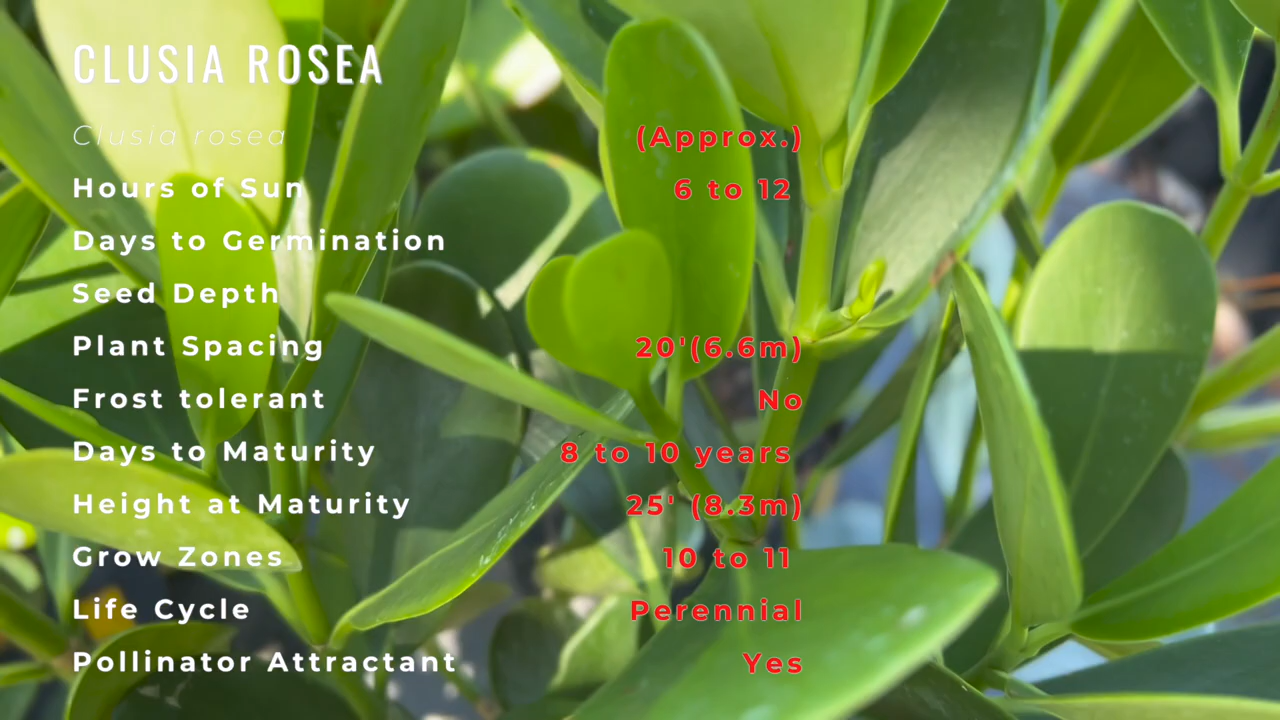 CLUSIA ROSEA
Clusia rosea (Approx.)
Hours of Sun 6 to 12
Days to Germination
Seed Depth
Plant Spacing 20'(6.6m)
Frost tolerant No
Days to Maturity 8 to 10 years
Height at Maturity 25' (8.3m)
Grow Zones 10 to 11
Life Cycle Perennial
Pollinator Attractant Yes